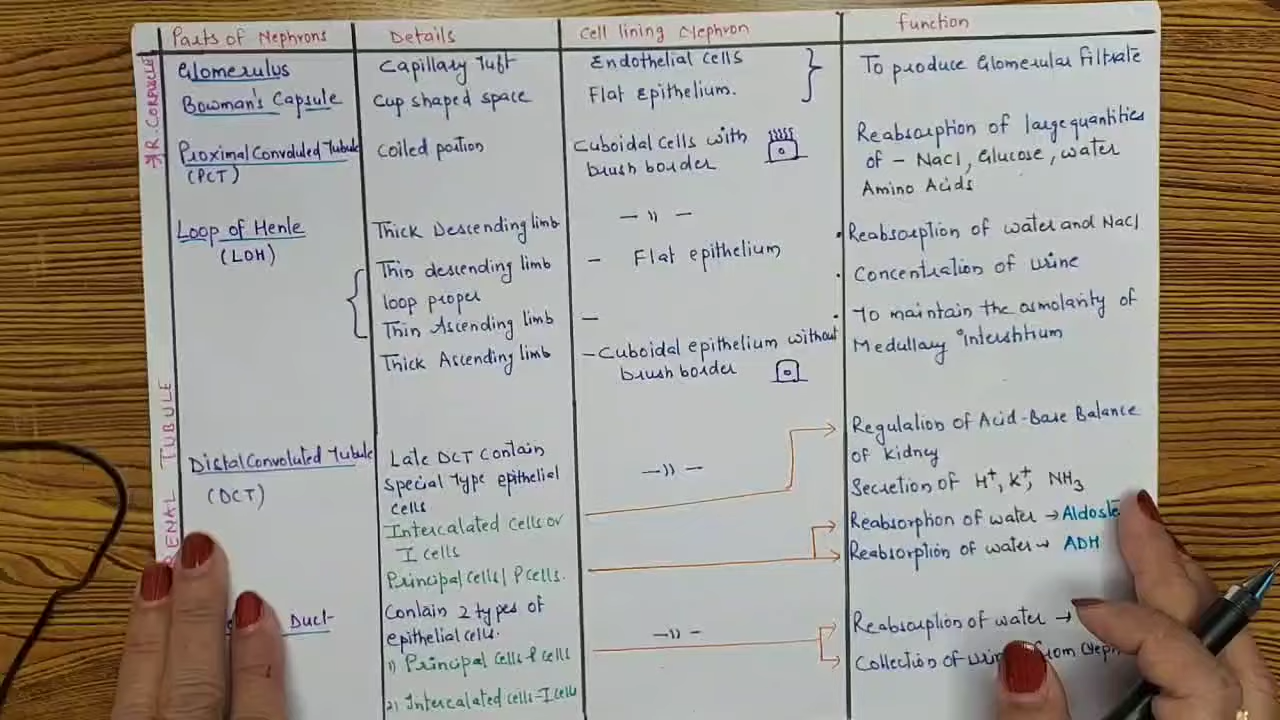 Parts of Nephrons Details Cell lining Nephron function
R. CORPUSCLE
Glomerulus Capillary Tuft Endothelial Cells To produce Glomerular filtrate
Bowman's Capsule Cup shaped space Flat Epithelium.
Proximal Convoluted Tubule Coiled portion Cuboidal Cells with Reabsorption of large quantities
(PCT) brush border of - NaCl, Glucose, water
Amino Acids
Loop of Henle Thick Descending limb — " — Reabsorption of water and NaCl
(LOH) Thin descending limb - Flat epithelium Concentration of urine
loop proper
Thin Ascending limb — To maintain the osmolarity of
Thick Ascending limb - Cuboidal epithelium without Medullary interstitium
brush border
RENAL TUBULE
Distal Convoluted Tubule Late DCT Contain — " — Regulation of Acid-Base Balance
(DCT) special Type epithelial of kidney
cells Secretion of H+, K+, NH3
Intercalated Cells or Reabsorption of water →
I cells Reabsorption of water → ADH
Principal Cells / P Cells.
Duct Contain 2 types of — " — Reabsorption of water →
epithelial cells. Collection of
1) Principal Cells P cells
2) Intercalated cells - I cells